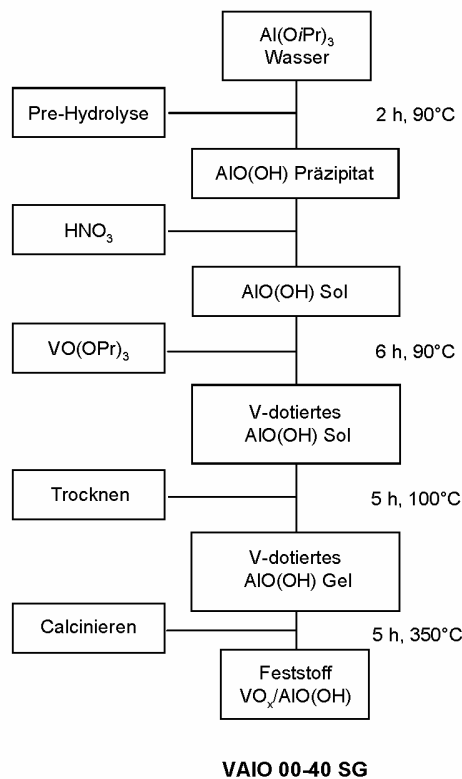 Al(OiPr)₃
Wasser
Pre-Hydrolyse
2 h, 90°C
AlO(OH) Präzipitat
HNO₃
AlO(OH) Sol
VO(OPr)₃
6 h, 90°C
V-dotiertes
AlO(OH) Sol
Trocknen
5 h, 100°C
V-dotiertes
AlO(OH) Gel
Calcinieren
5 h, 350°C
Feststoff
VOₓ/AlO(OH)
VAlO 00-40 SG